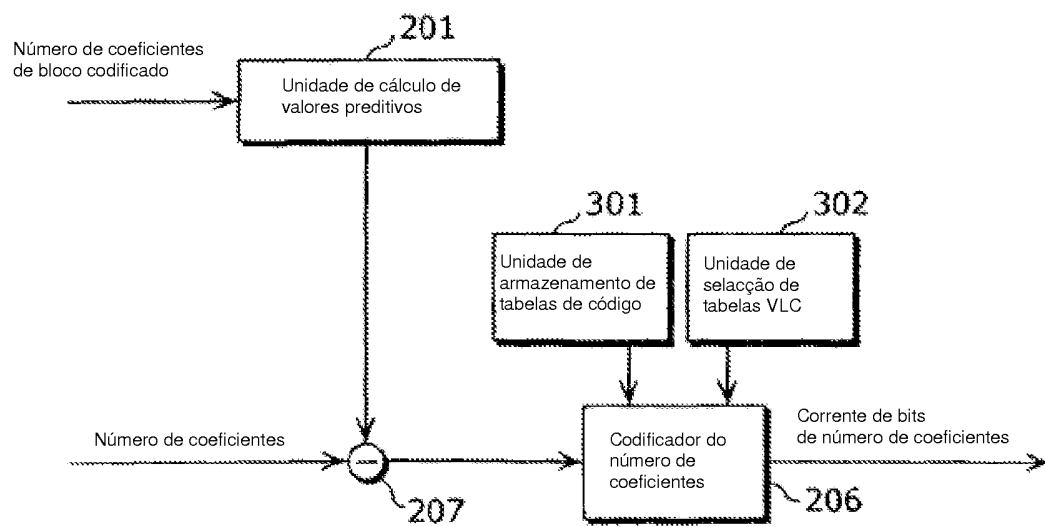 201
Número de coeficientes
de bloco codificado
Unidade de cálculo de
valores preditivos
301
302
Unidade de
armazenamento de
tabelas de código
Unidade de
selacção de
tabelas VLC
Número de coeficientes
207
Codificador do
número de
coeficientes
Corrente de bits
de número de coeficientes
206